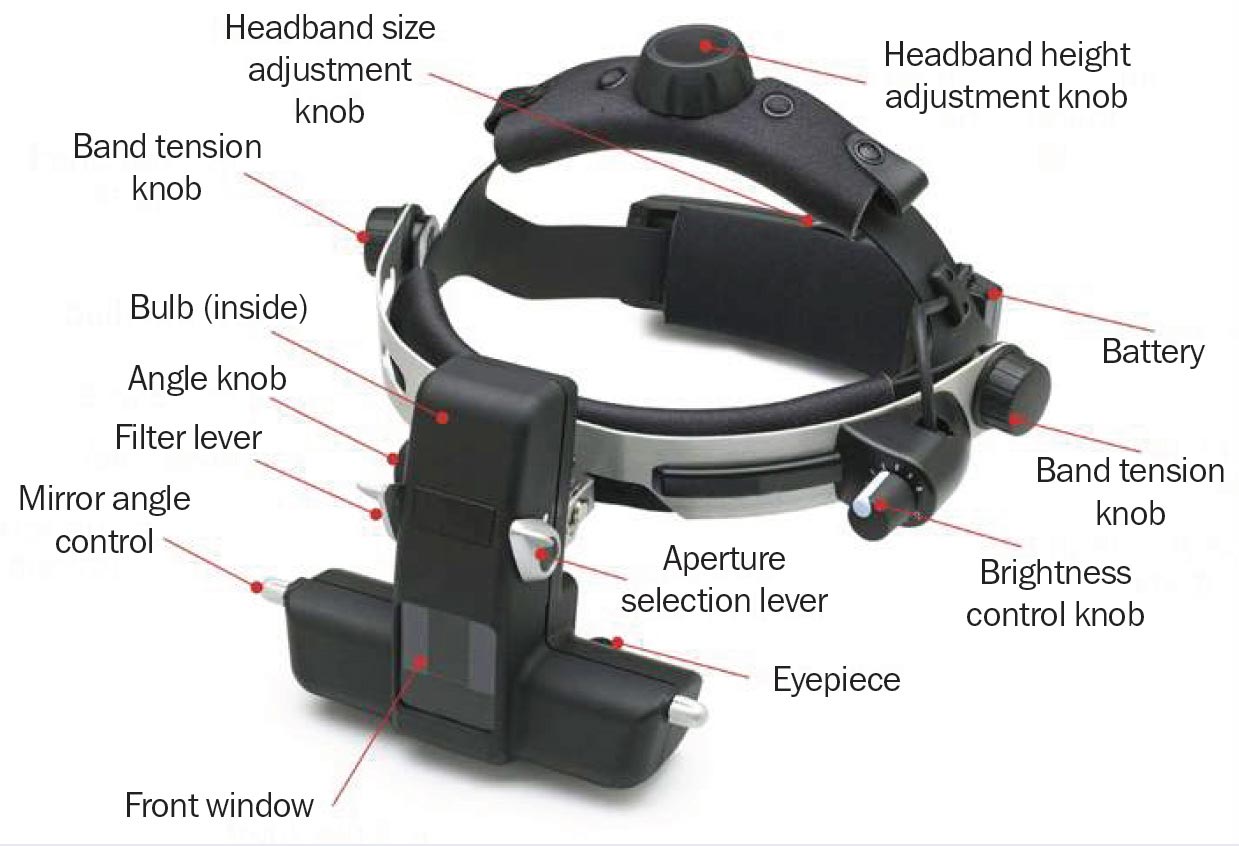 Headband size
adjustment
knob
Headband height
adjustment knob
Band tension
knob
Bulb (inside)
Angle knob
Filter lever
Mirror angle
control
Battery
Band tension
knob
Aperture
selection lever
Brightness
control knob
Eyepiece
Front window